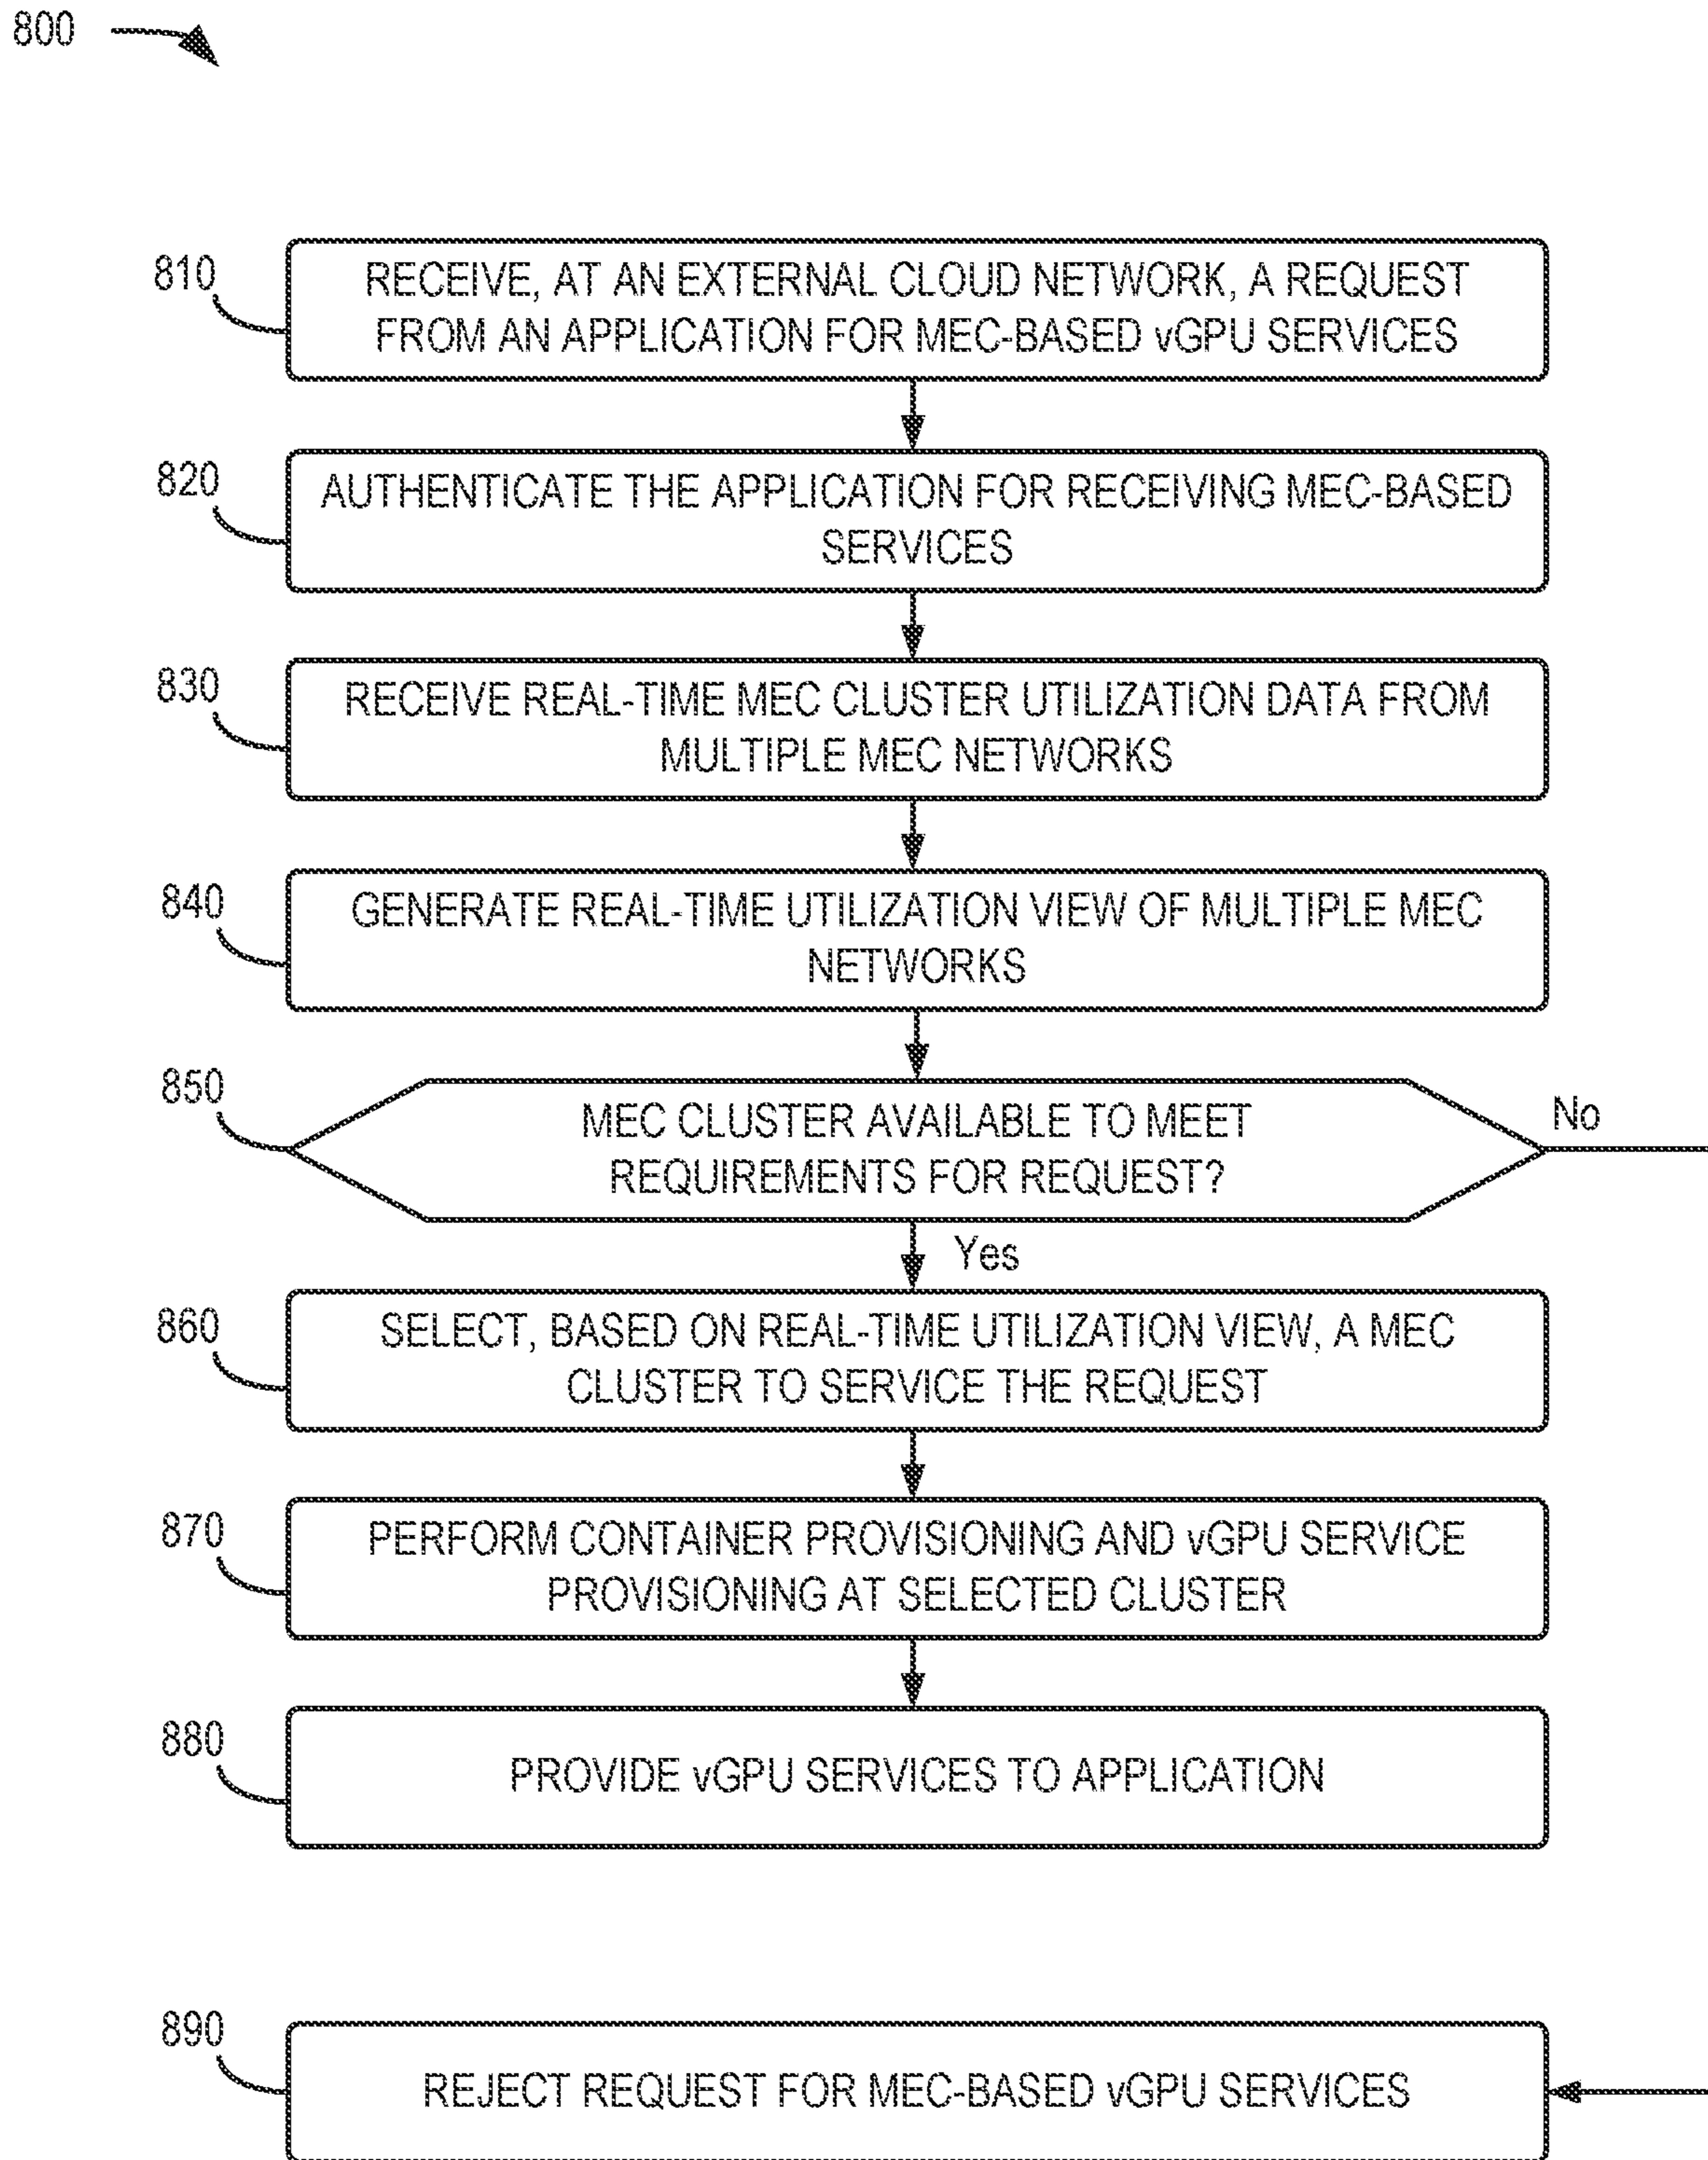 800
810
RECEIVE, AT AN EXTERNAL CLOUD NETWORK, A REQUEST
FROM AN APPLICATION FOR MEC-BASED vGPU SERVICES
820
AUTHENTICATE THE APPLICATION FOR RECEIVING MEC-BASED
SERVICES
830
RECEIVE REAL-TIME MEC CLUSTER UTILIZATION DATA FROM
MULTIPLE MEC NETWORKS
840
GENERATE REAL-TIME UTILIZATION VIEW OF MULTIPLE MEC
NETWORKS
850
MEC CLUSTER AVAILABLE TO MEET
REQUIREMENTS FOR REQUEST?
No
Yes
860
SELECT, BASED ON REAL-TIME UTILIZATION VIEW, A MEC
CLUSTER TO SERVICE THE REQUEST
870
PERFORM CONTAINER PROVISIONING AND vGPU SERVICE
PROVISIONING AT SELECTED CLUSTER
880
PROVIDE vGPU SERVICES TO APPLICATION
890
REJECT REQUEST FOR MEC-BASED vGPU SERVICES